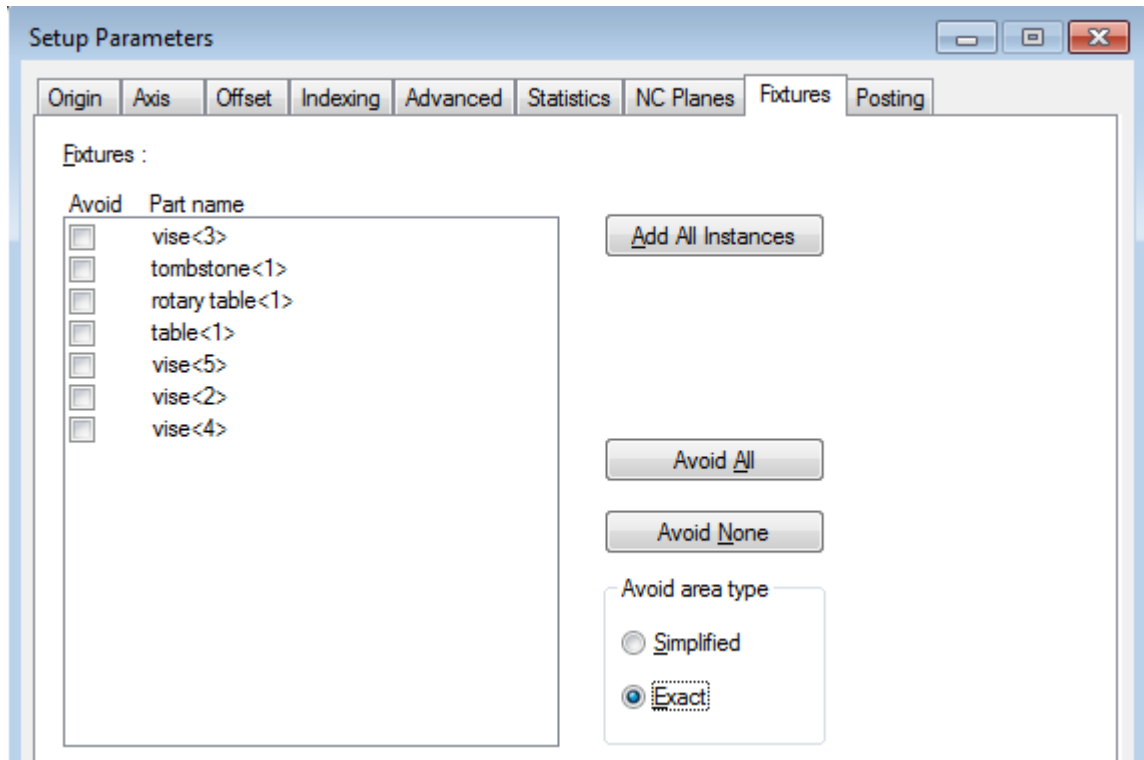 Setup Parameters
Origin Axis Offset Indexing Advanced Statistics NC Planes Fixtures Posting
Fixtures :
Avoid Part name
vise<3>
tombstone<1>
rotary table<1>
table<1>
vise<5>
vise<2>
vise<4>
Add All Instances
Avoid All
Avoid None
Avoid area type
Simplified
Exact